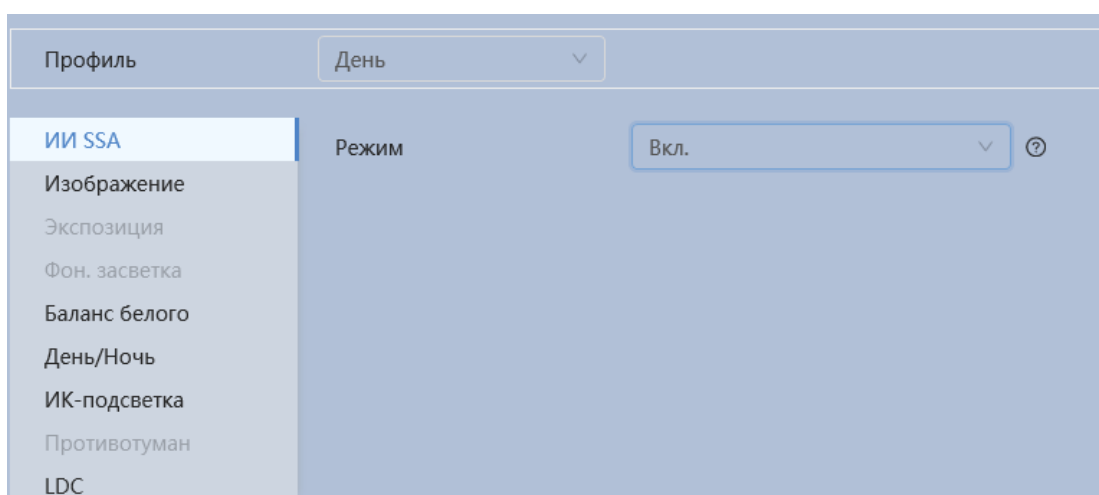 Профиль День
ИИ SSA
Режим Вкл.
Изображение
Экспозиция
Фон. засветка
Баланс белого
День/Ночь
ИК-подсветка
Противотуман
LDC